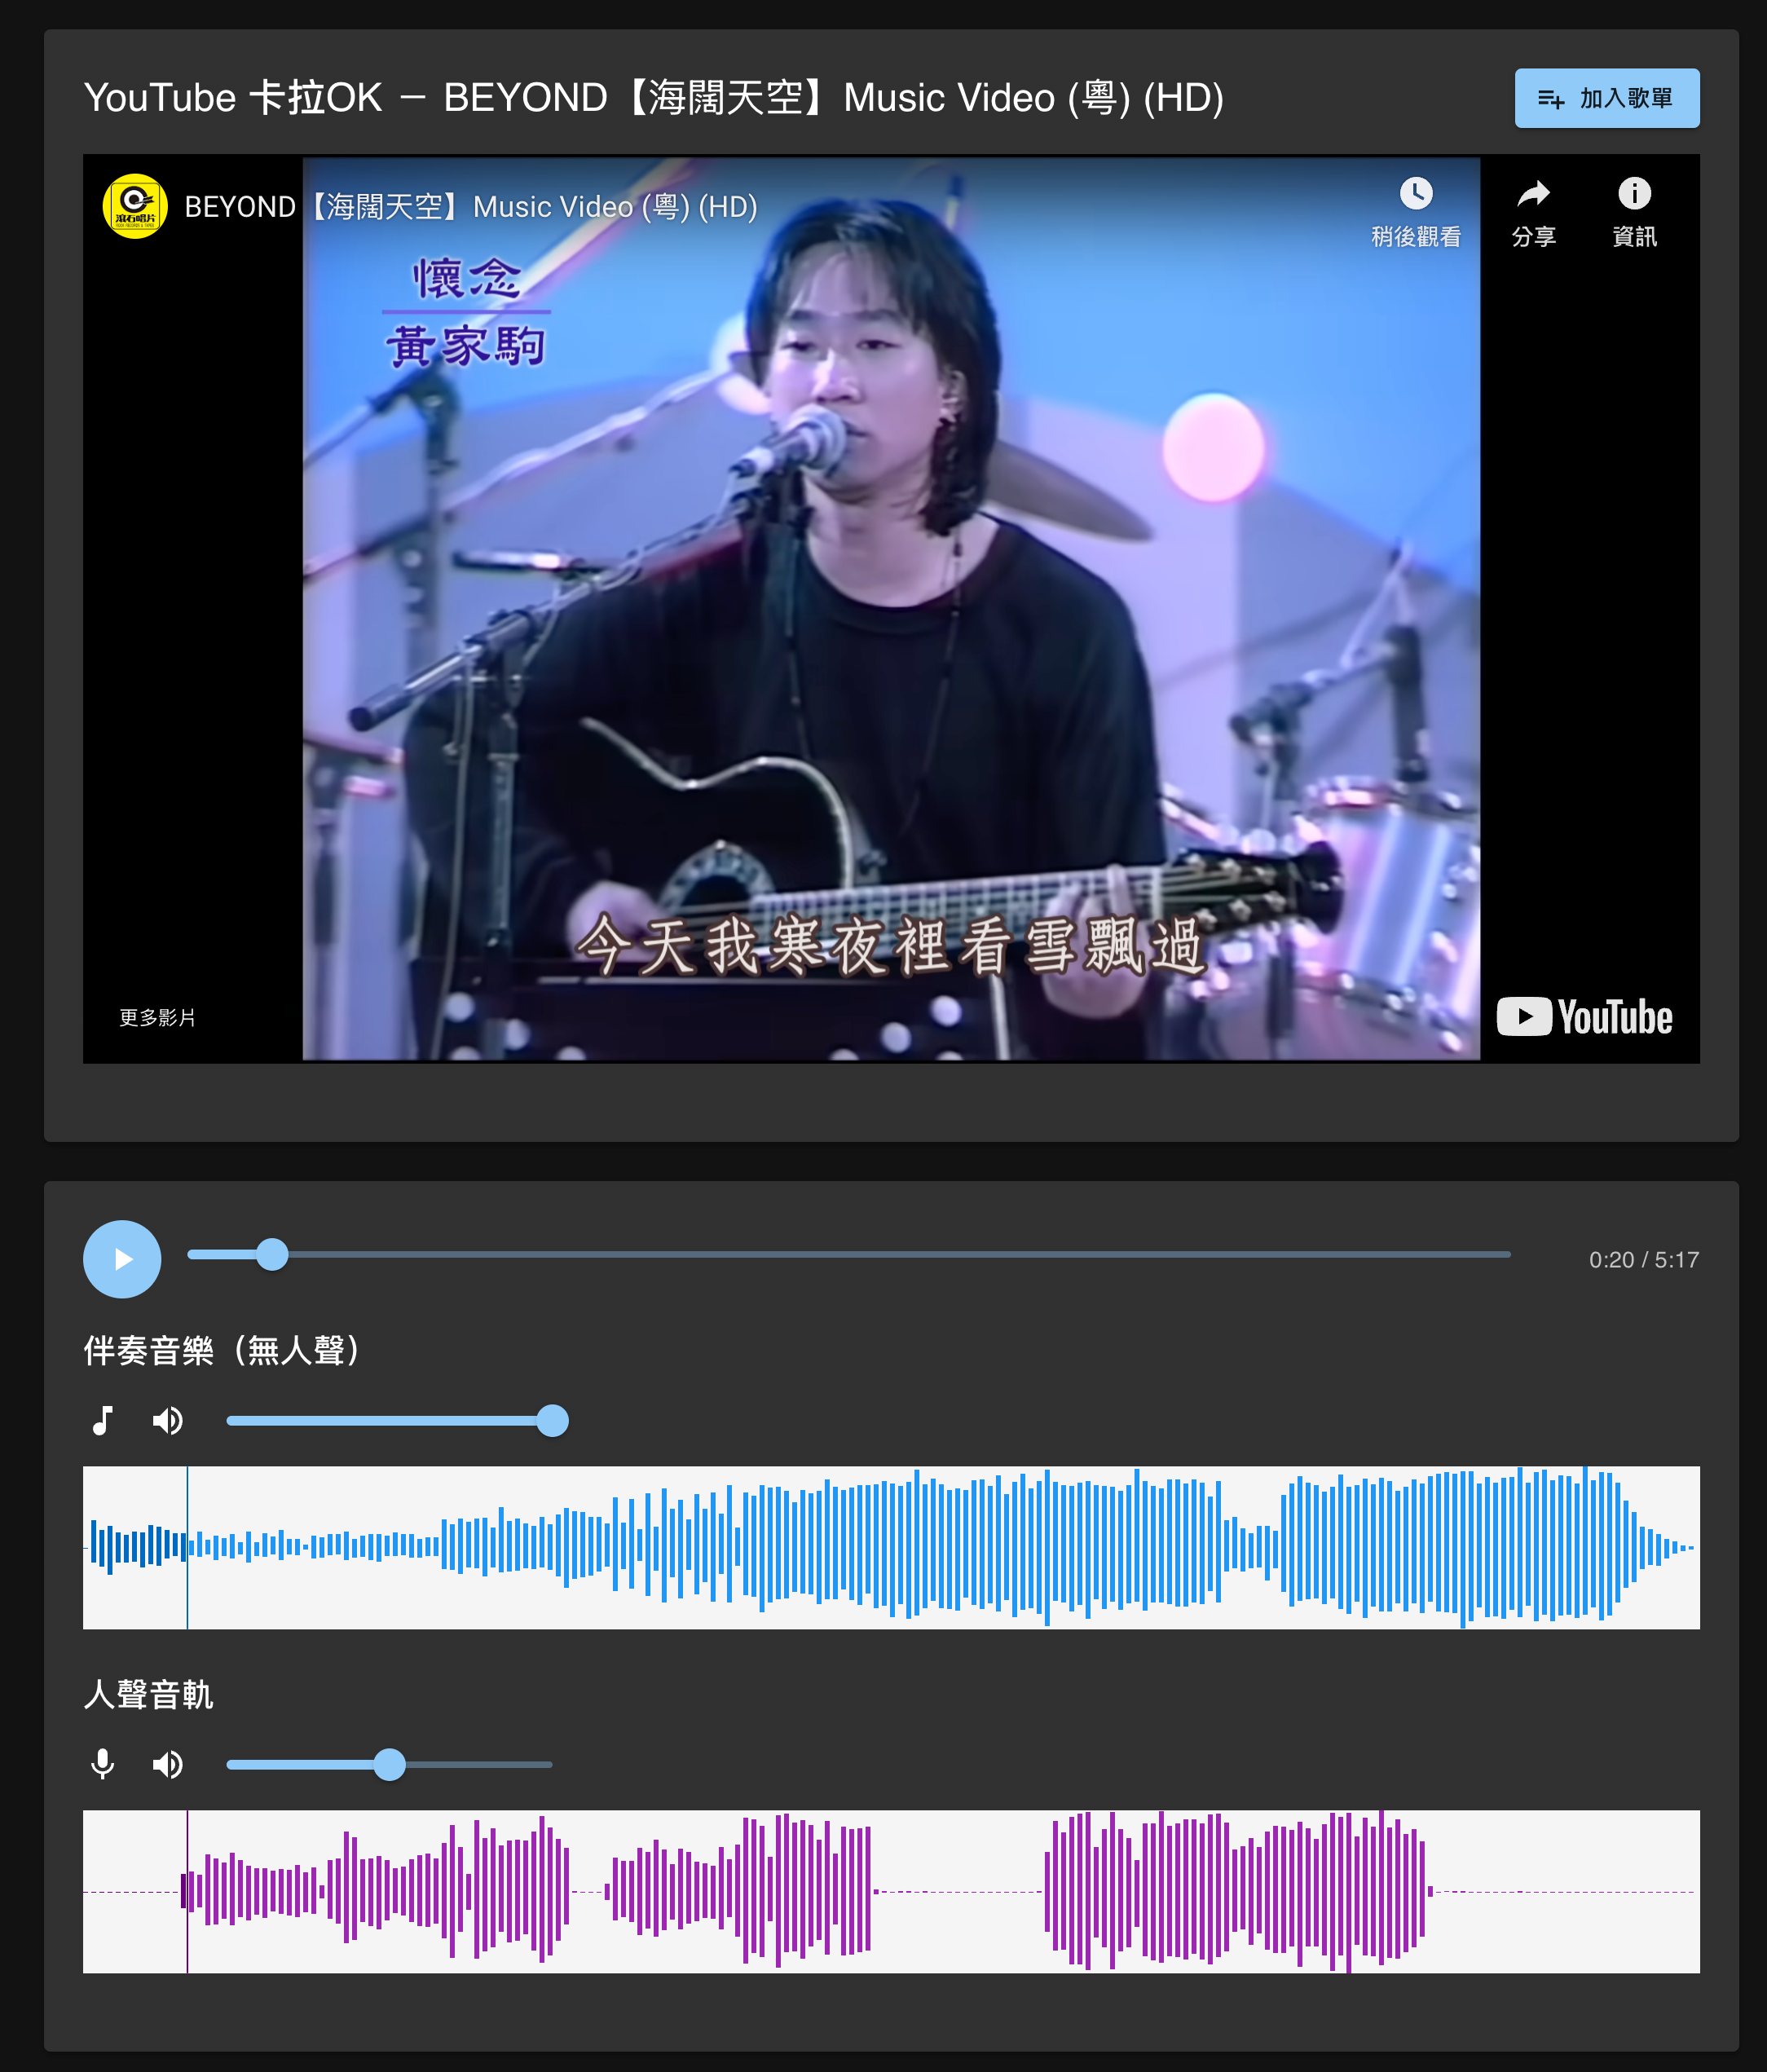 YouTube 卡拉OK － BEYOND【海闊天空】Music Video (粵) (HD)
加入歌單
滾石唱片
BEYOND【海闊天空】Music Video (粵) (HD)
稍後觀看
分享
資訊
懷念
黃家駒
今天我寒夜裡看雪飄過
更多影片
YouTube
0:20 / 5:17
伴奏音樂（無人聲）
人聲音軌